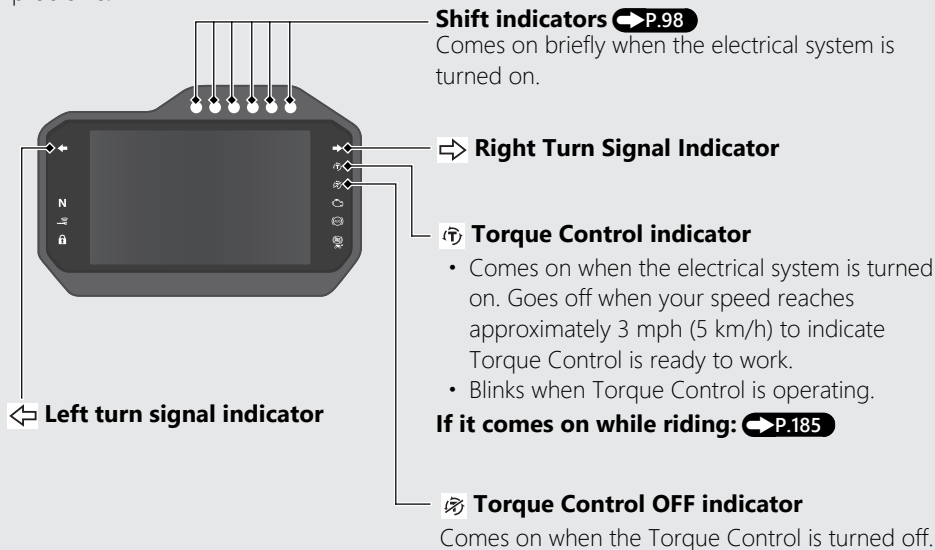 Shift indicators P.98
Comes on briefly when the electrical system is
turned on.
Right Turn Signal Indicator
N
Torque Control indicator
• Comes on when the electrical system is turned
on. Goes off when your speed reaches
approximately 3 mph (5 km/h) to indicate
Torque Control is ready to work.
• Blinks when Torque Control is operating.
Left turn signal indicator
If it comes on while riding: P.185
Torque Control OFF indicator
Comes on when the Torque Control is turned off.